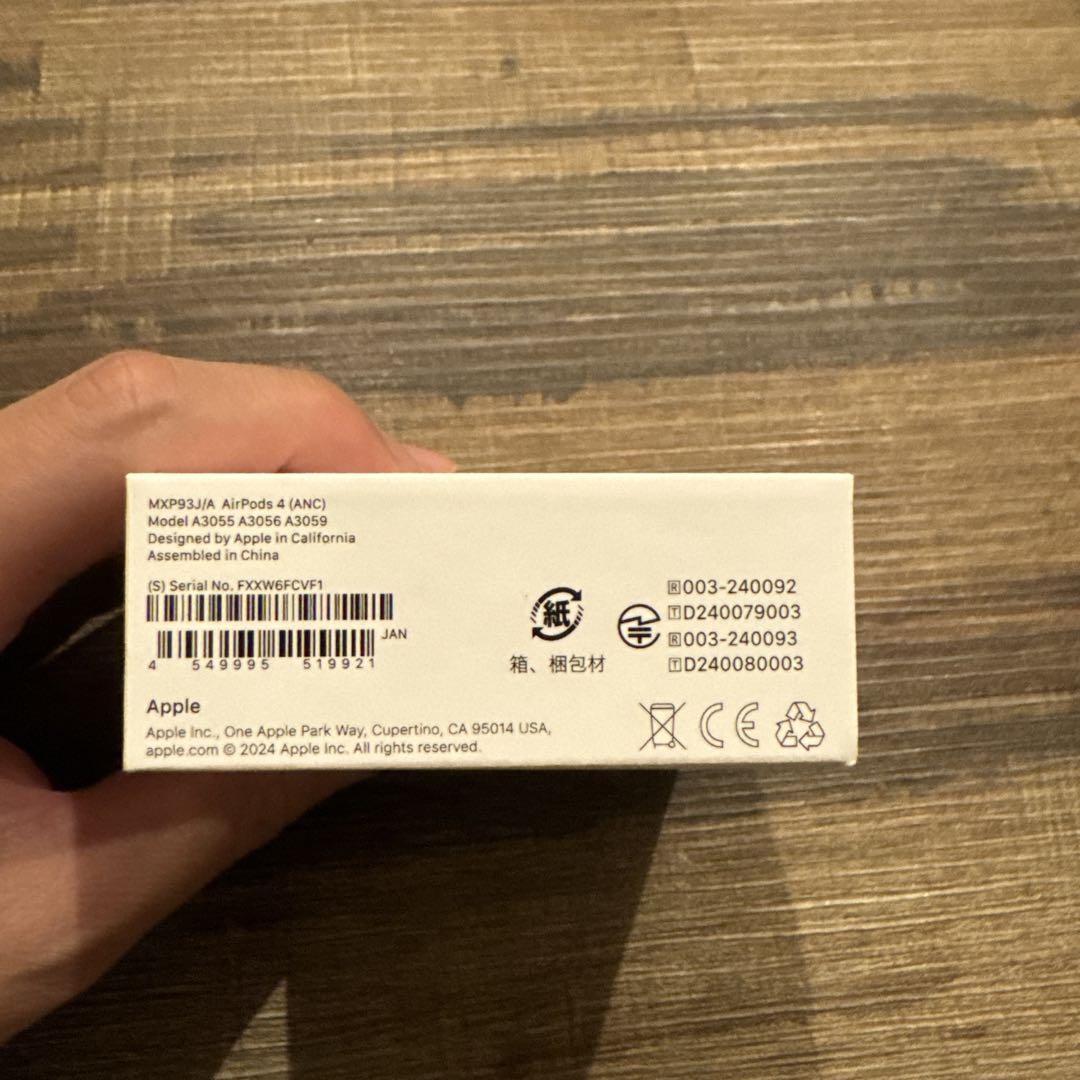 MXP93J/A AirPods 4 (ANC)
Model A3055 A3056 A3059
Designed by Apple in California
Assembled in China
(S) Serial No. FXXW6FCVF1
JAN
4 549995 519921
紙
箱、梱包材
R003-240092
TD240079003
R003-240093
TD240080003
Apple
Apple Inc., One Apple Park Way, Cupertino, CA 95014 USA,
apple.com © 2024 Apple Inc. All rights reserved.
CE